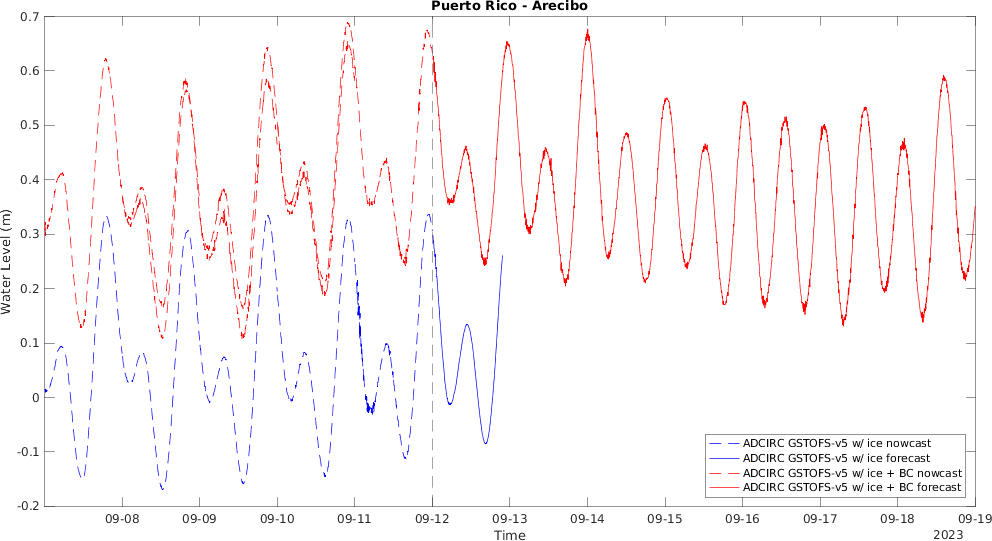 Puerto Rico - Arecibo
0.7
0.6
0.5
0.4
0.3
0.2
0.1
0
-0.1
-0.2
Water Level (m)
09-08 09-09 09-10 09-11 09-12 09-13 09-14 09-15 09-16 09-17 09-18 09-19
Time
2023
ADCIRC GSTOFS-v5 w/ ice nowcast
ADCIRC GSTOFS-v5 w/ ice forecast
ADCIRC GSTOFS-v5 w/ ice + BC nowcast
ADCIRC GSTOFS-v5 w/ ice + BC forecast